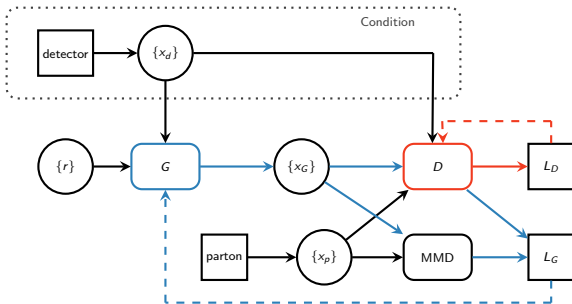 Condition
detector
{x_d}
{r}
G
{x_G}
D
L_D
parton
{x_p}
MMD
L_G